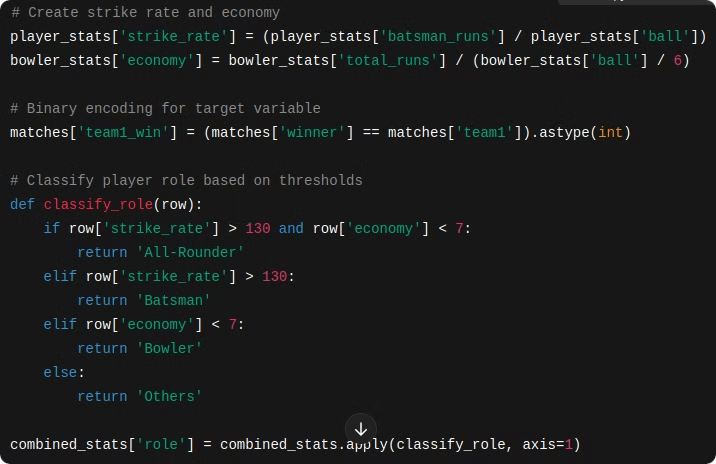 # Create strike rate and economy
player_stats['strike_rate'] = (player_stats['batsman_runs'] / player_stats['ball'])
bowler_stats['economy'] = bowler_stats['total_runs'] / (bowler_stats['ball'] / 6)

# Binary encoding for target variable
matches['team1_win'] = (matches['winner'] == matches['team1']).astype(int)

# Classify player role based on thresholds
def classify_role(row):
    if row['strike_rate'] > 130 and row['economy'] < 7:
        return 'All-Rounder'
    elif row['strike_rate'] > 130:
        return 'Batsman'
    elif row['economy'] < 7:
        return 'Bowler'
    else:
        return 'Others'

combined_stats['role'] = combined_stats.apply(classify_role, axis=1)